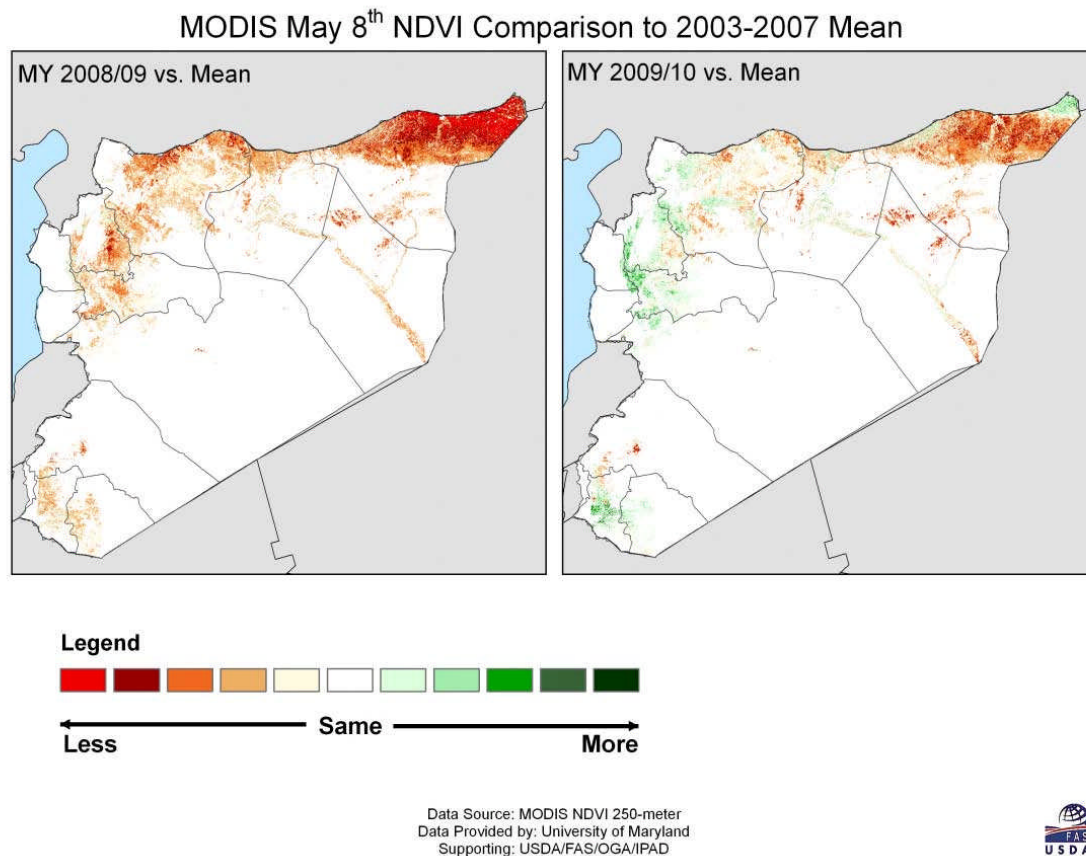 MODIS May 8th NDVI Comparison to 2003-2007 Mean
MY 2008/09 vs. Mean
MY 2009/10 vs. Mean
Legend
Same
Less
More
Data Source: MODIS NDVI 250-meter
Data Provided by: University of Maryland
Supporting: USDA/FAS/OGA/IPAD
FAS
USDA